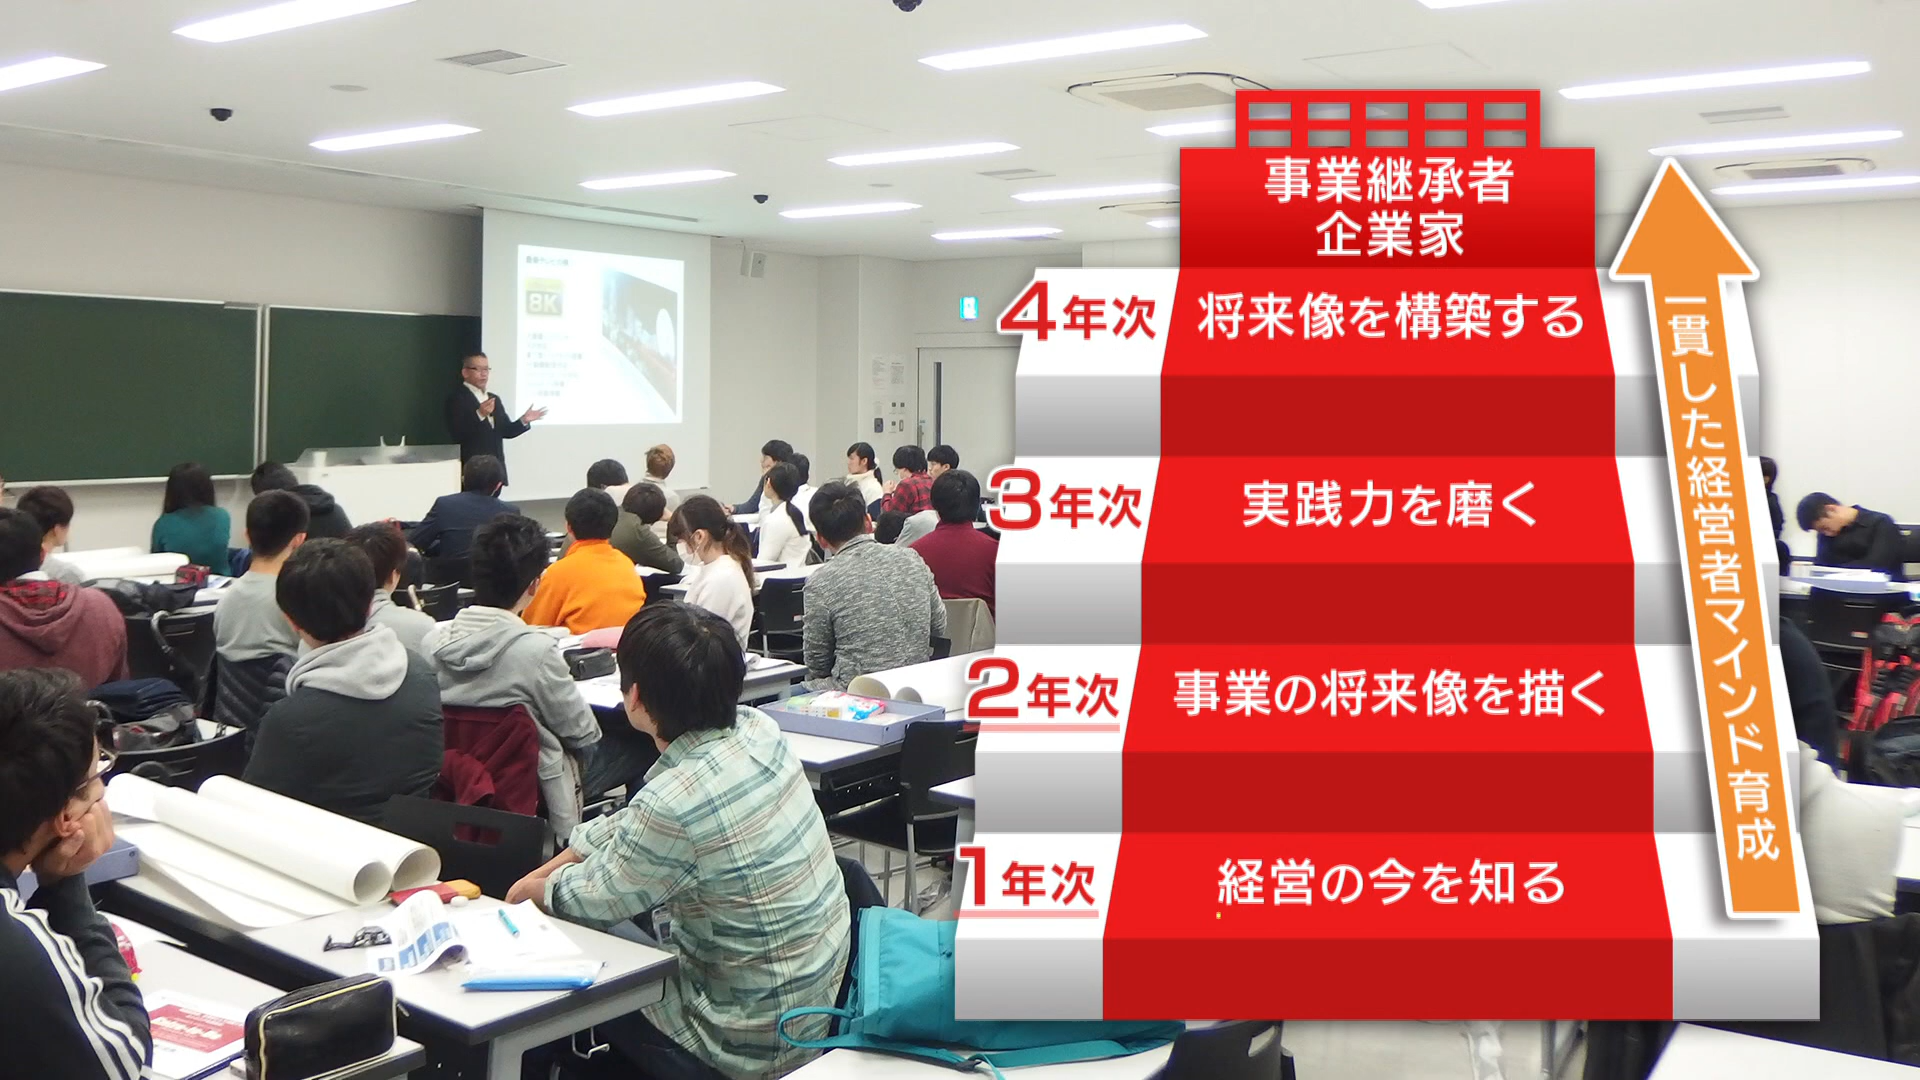 8K
事業継承者
企業家
4年次 将来像を構築する
3年次 実践力を磨く
2年次 事業の将来像を描く
1年次 経営の今を知る
一貫した経営者マインド育成